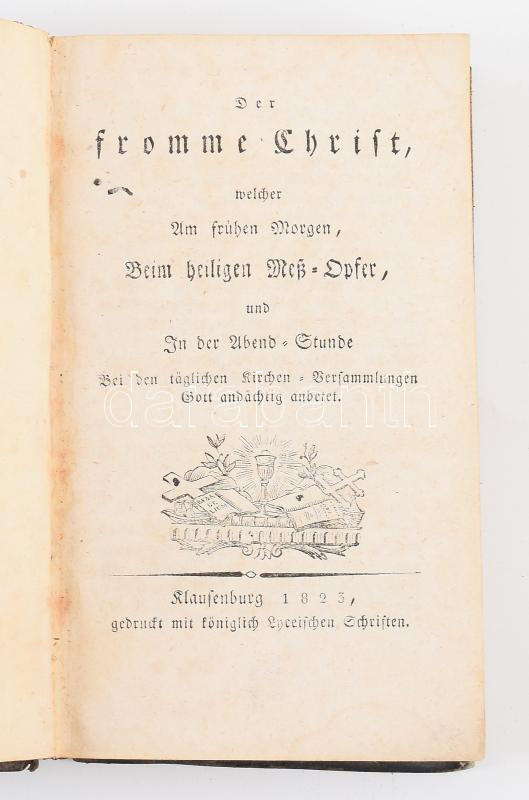 Der
fromme Christ,
welcher
Am frühen Morgen,
Beim heiligen Meß-Opfer,
und
In der Abend-Stunde
Bei den täglichen Kirchen-Versammlungen
Gott andächtig anbetet.
darabanth
Klausenburg 1823,
gedruckt mit königlich Lyceischen Schriften.